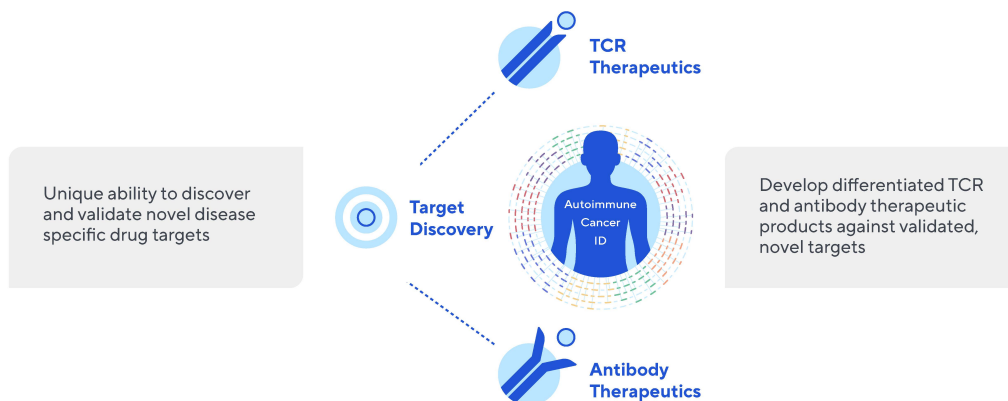 TCR
Therapeutics
Unique ability to discover
and validate novel disease
specific drug targets
Target
Discovery
Autoimmune
Cancer
ID
Develop differentiated TCR
and antibody therapeutic
products against validated,
novel targets
Antibody
Therapeutics